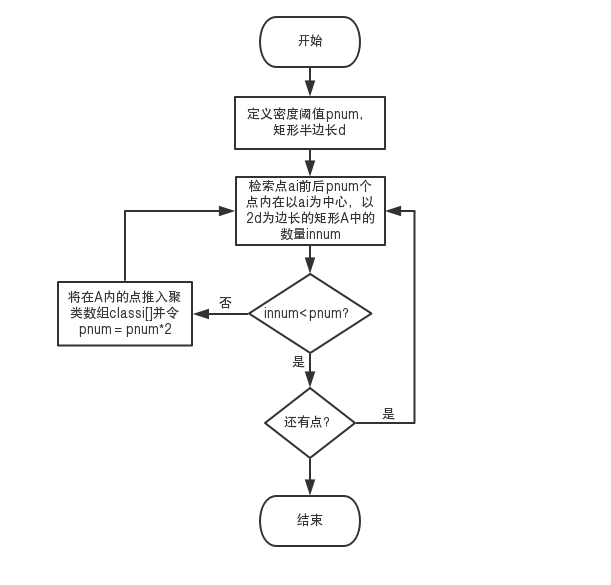 开始
定义密度阈值pnum，
矩形半边长d
检索点ai前后pnum个
点内在以ai为中心，以
2d为边长的矩形A中的
数量innum
否
innum<pnum?
将在A内的点推入聚
类数组classi[]并令
pnum = pnum*2
是
还有点?
是
结束